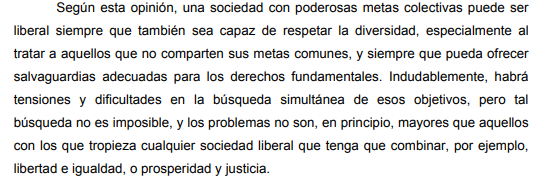 Según esta opinión, una sociedad con poderosas metas colectivas puede ser
liberal siempre que también sea capaz de respetar la diversidad, especialmente al
tratar a aquellos que no comparten sus metas comunes, y siempre que pueda ofrecer
salvaguardias adecuadas para los derechos fundamentales. Indudablemente, habrá
tensiones y dificultades en la búsqueda simultánea de esos objetivos, pero tal
búsqueda no es imposible, y los problemas no son, en principio, mayores que aquellos
con los que tropieza cualquier sociedad liberal que tenga que combinar, por ejemplo,
libertad e igualdad, o prosperidad y justicia.